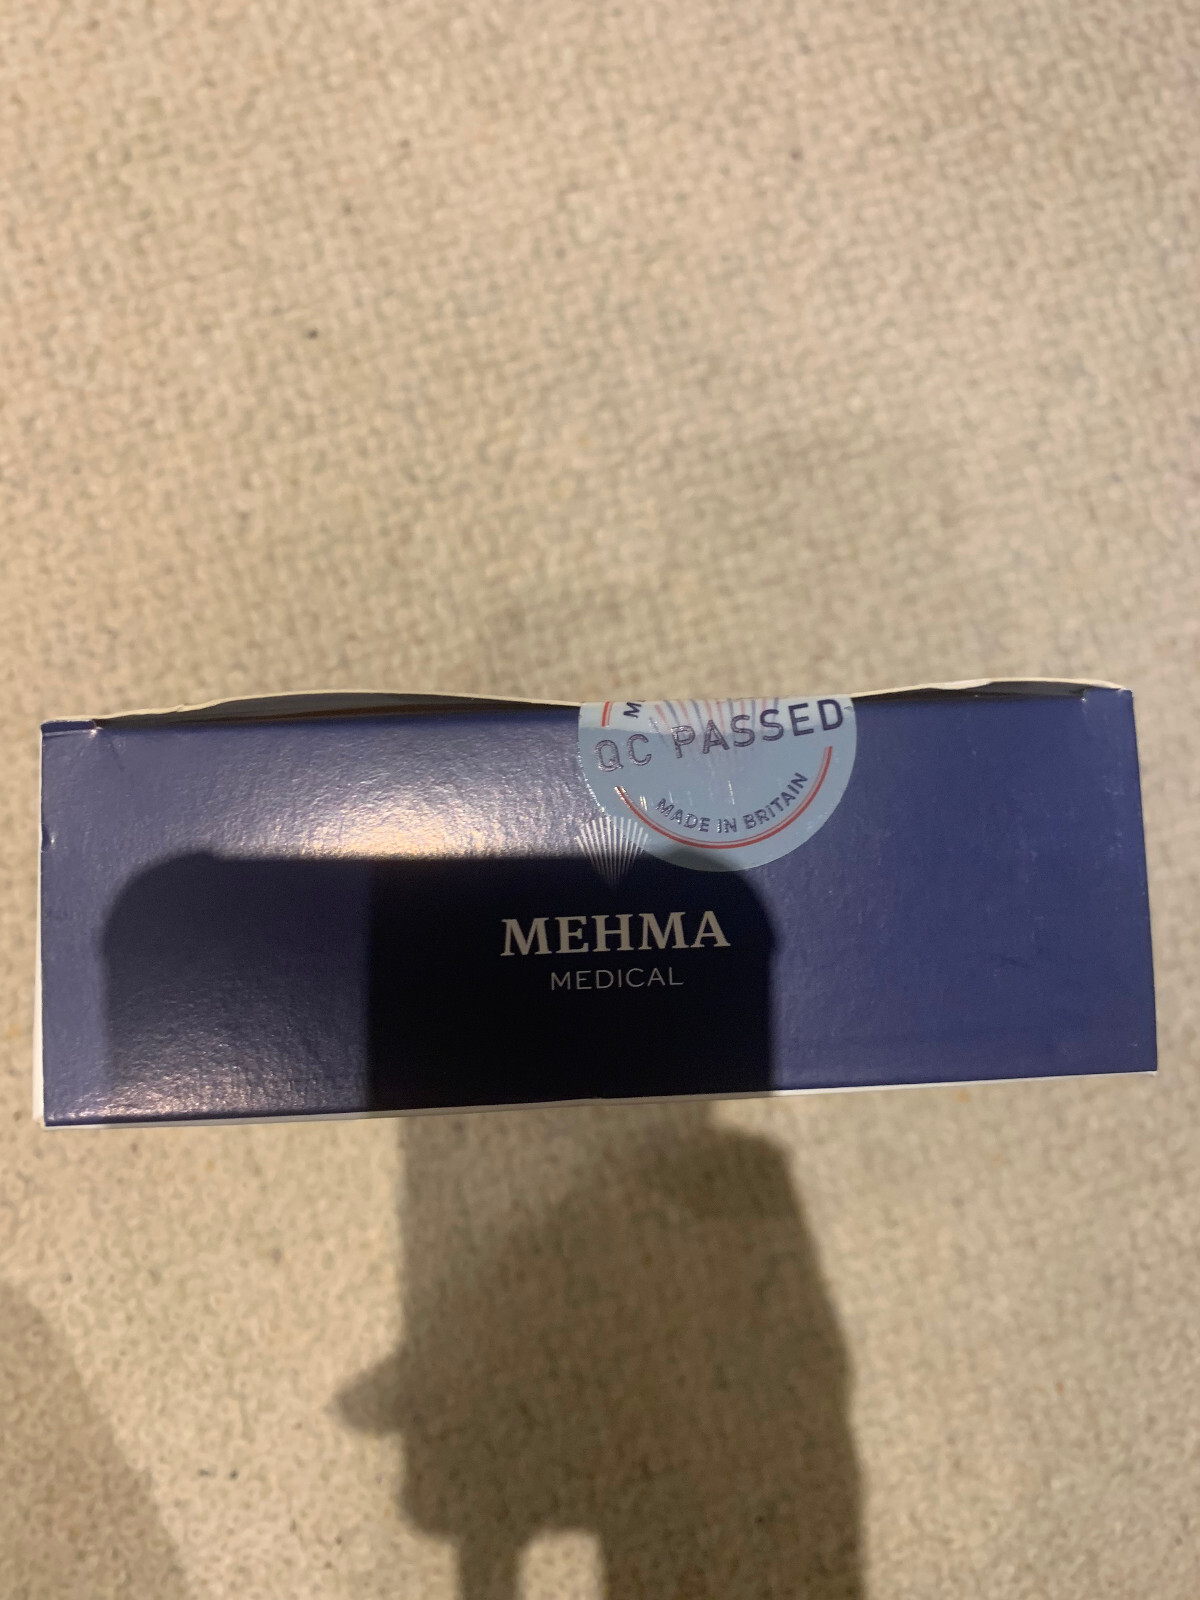 M
QC PASSED
MADE IN BRITAIN
MEHMA
MEDICAL